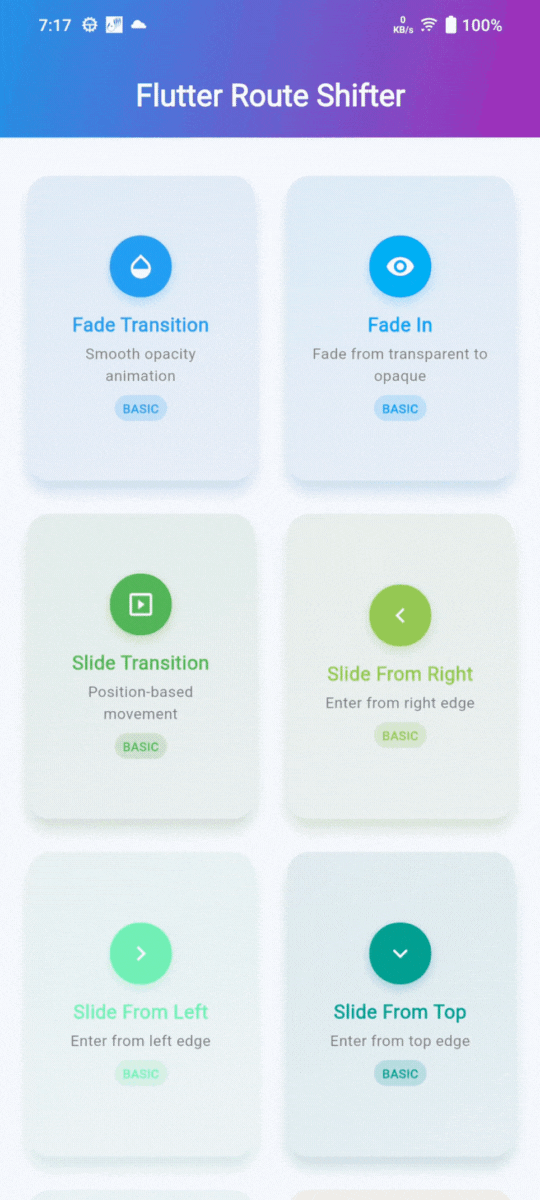 7:17
0
KB/s
100%
Flutter Route Shifter
Fade Transition
Smooth opacity
animation
BASIC
Fade In
Fade from transparent to
opaque
BASIC
Slide Transition
Position-based
movement
BASIC
Slide From Right
Enter from right edge
BASIC
Slide From Left
Enter from left edge
BASIC
Slide From Top
Enter from top edge
BASIC